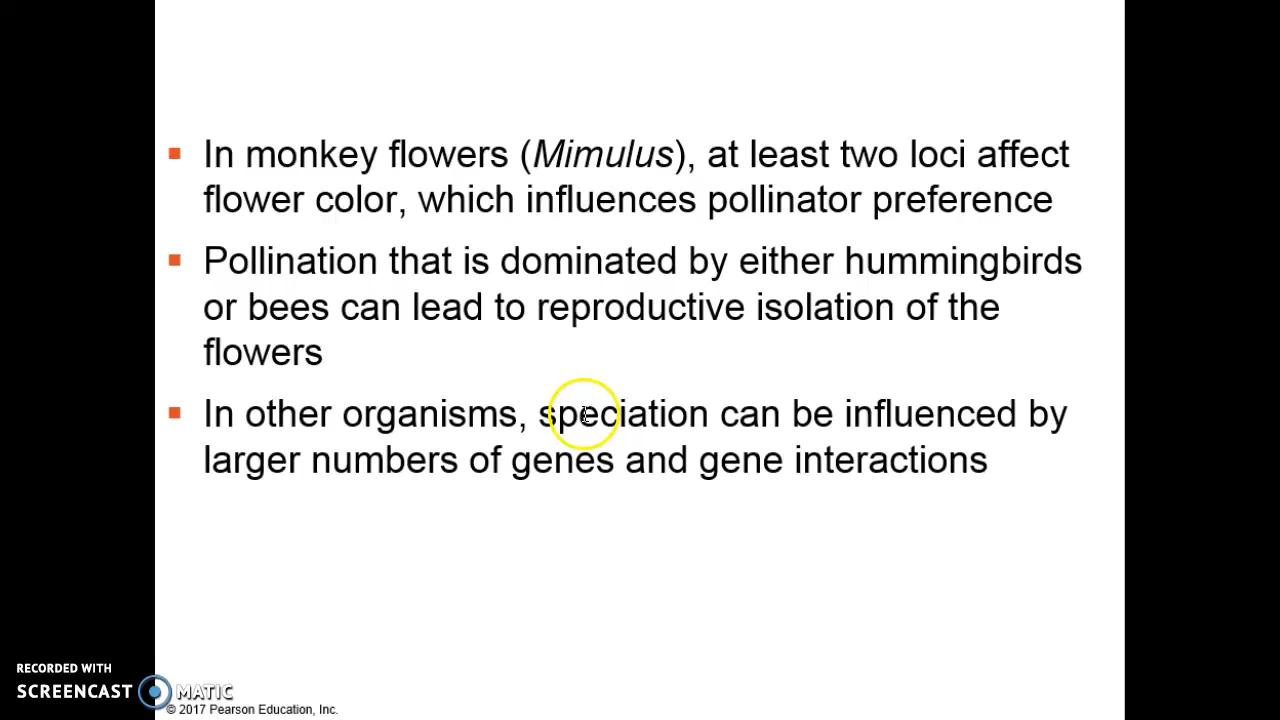 In monkey flowers (Mimulus), at least two loci affect
flower color, which influences pollinator preference
Pollination that is dominated by either hummingbirds
or bees can lead to reproductive isolation of the
flowers
In other organisms, speciation can be influenced by
larger numbers of genes and gene interactions
RECORDED WITH
SCREENCAST MATIC
© 2017 Pearson Education, Inc.